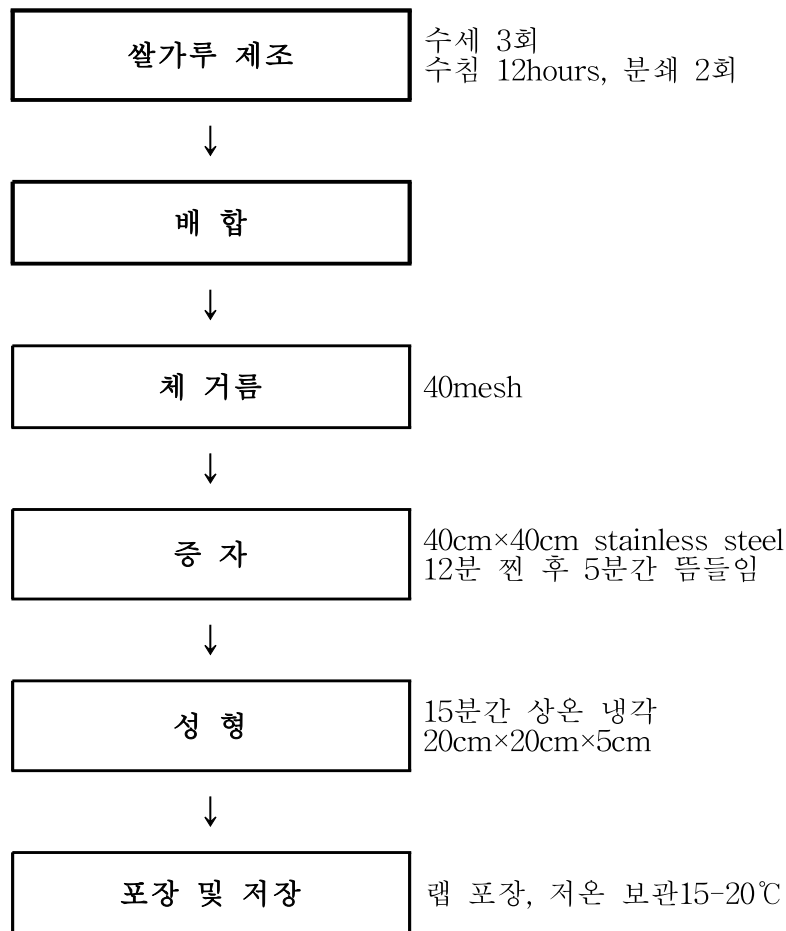 쌀가루 제조
수세 3회
수침 12hours, 분쇄 2회
↓
배 합
↓
체 거름
40mesh
↓
증 자
40cm×40cm stainless steel
12분 찐 후 5분간 뜸들임
↓
성 형
15분간 상온 냉각
20cm×20cm×5cm
↓
포장 및 저장
랩 포장, 저온 보관15-20℃